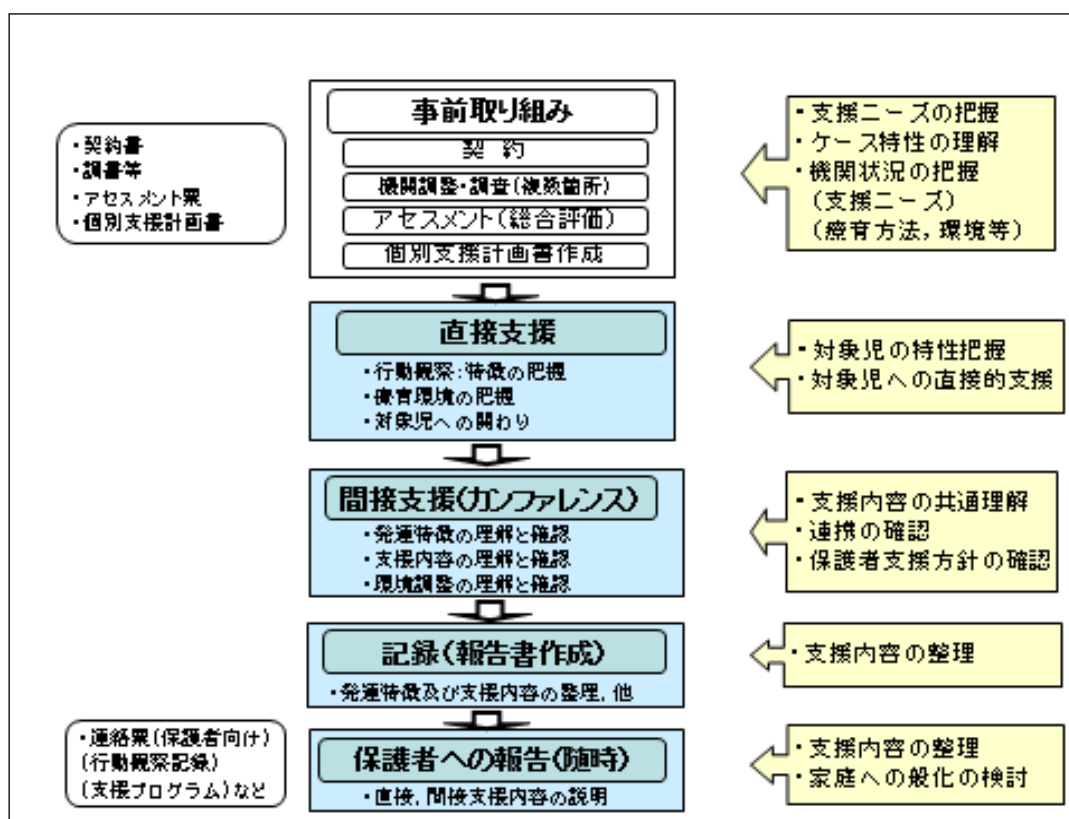 事前取り組み
契 約
機関調整・調査(複数箇所)
アセスメント(総合評価)
個別支援計画書作成
・契約書
・調書等
・アセスメント票
・個別支援計画書
・支援ニーズの把握
・ケース特性の理解
・機関状況の把握
(支援ニーズ)
(療育方法,環境等)
直接支援
・行動観察:特徴の把握
・療育環境の把握
・対象児への関わり
・対象児の特性把握
・対象児への直接的支援
間接支援(カンファレンス)
・発達特徴の理解と確認
・支援内容の理解と確認
・環境調整の理解と確認
・支援内容の共通理解
・連携の確認
・保護者支援方針の確認
記録(報告書作成)
・発達特徴及び支援内容の整理,他
・支援内容の整理
・連絡票(保護者向け)
(行動観察記録)
(支援プログラム)など
保護者への報告(随時)
・直接,間接支援内容の説明
・支援内容の整理
・家庭への般化の検討